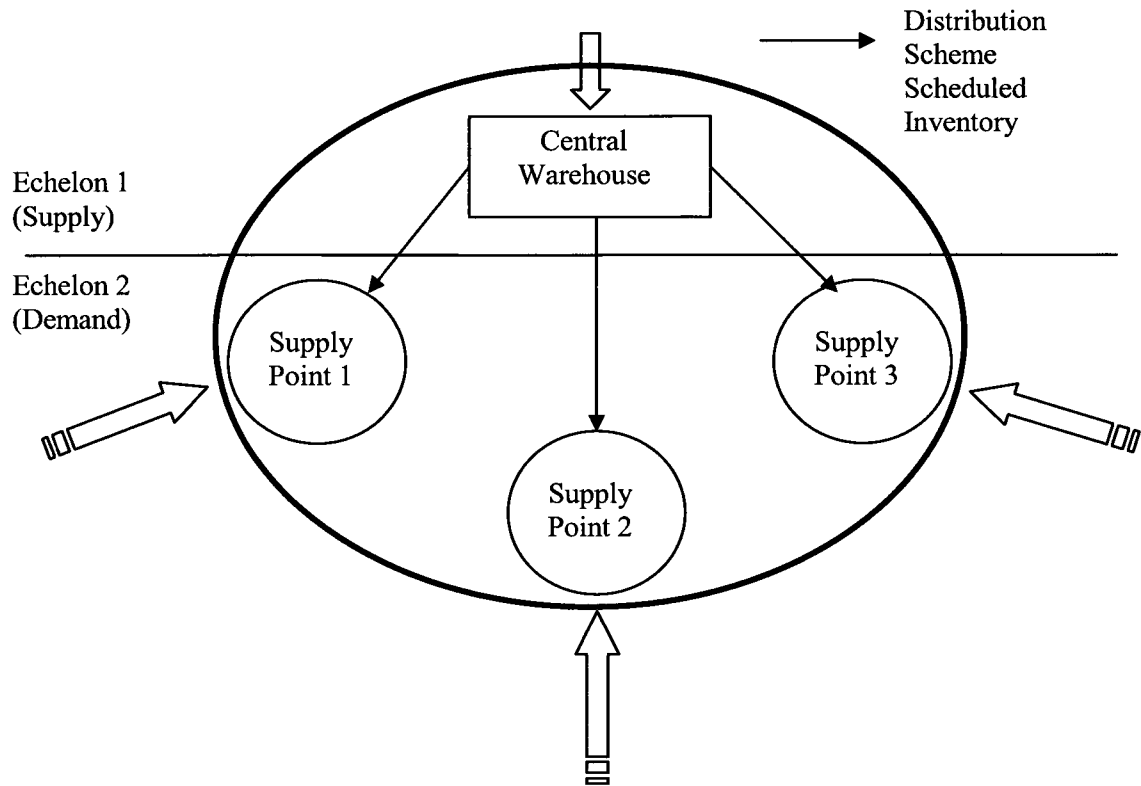 Distribution
Scheme
Scheduled
Inventory
Central
Warehouse
Echelon 1
(Supply)
Echelon 2
(Demand)
Supply
Point 1
Supply
Point 3
Supply
Point 2